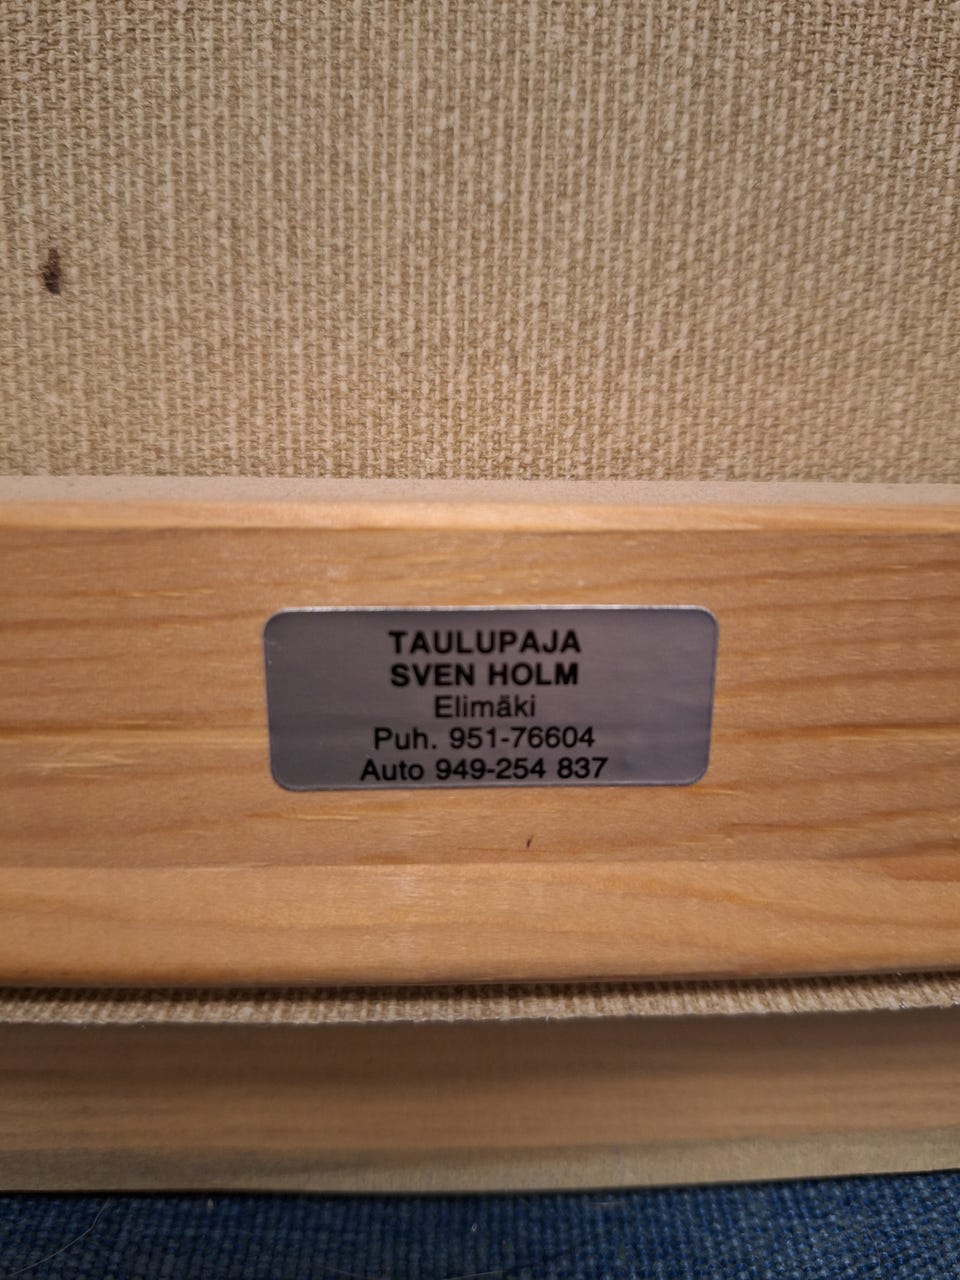 TAULUPAJA
SVEN HOLM
Elimäki
Puh. 951-76604
Auto 949-254 837